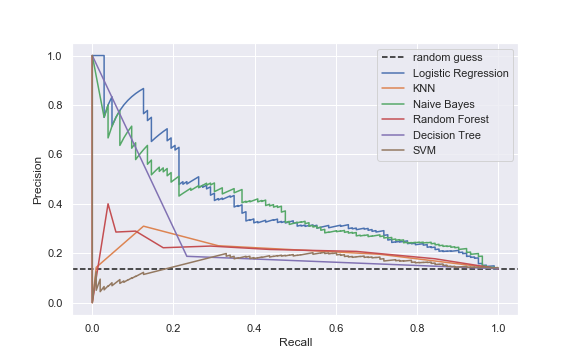 random guess
Logistic Regression
KNN
Naive Bayes
Random Forest
Decision Tree
SVM
Precision
1.0
0.8
0.6
0.4
0.2
0.0
0.0 0.2 0.4 0.6 0.8 1.0
Recall